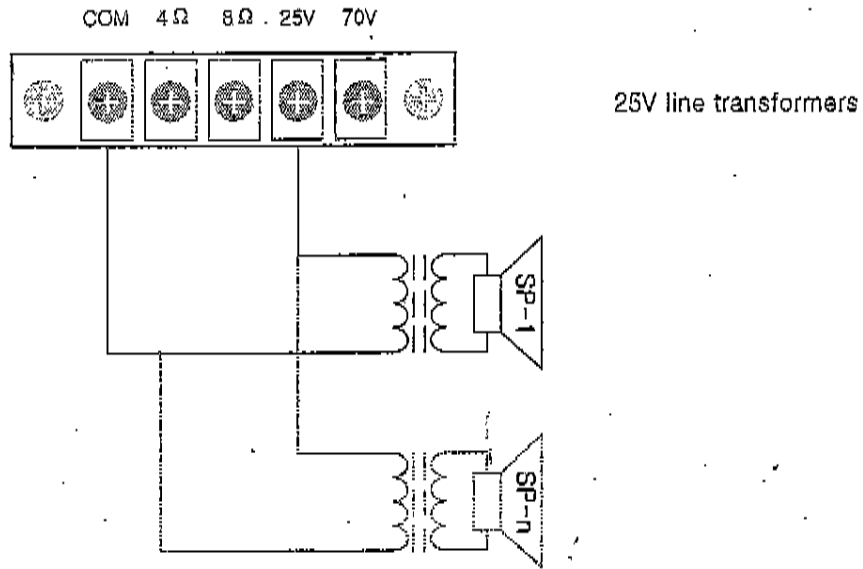 COM 4Ω 8Ω 25V 70V
25V line transformers
SP-1
SP-n